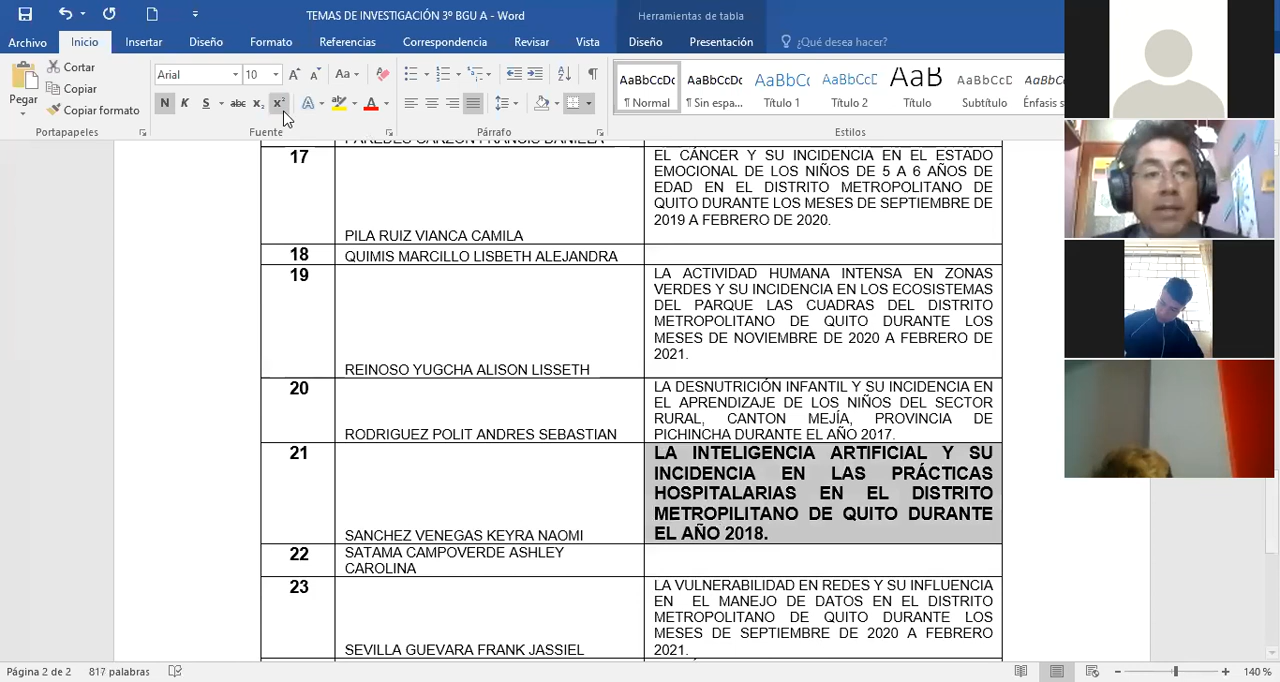 TEMAS DE INVESTIGACIÓN 3º BGU A - Word
Herramientas de tabla
Archivo
Inicio
Insertar
Diseño
Formato
Referencias
Correspondencia
Revisar
Vista
Diseño
Presentación
¿Qué desea hacer?
Pegar
Cortar
Copiar
Copiar formato
Portapapeles
Arial
10
Aa
N K S abc X₂ X²
A
A
Fuente
Párrafo
AaBbCcDc
¶ Normal
AaBbCcDc
¶ Sin espa...
AaBbCcDc
Título 1
AaBbCcD
Título 2
AaB
Título
AaBbCcD
Subtítulo
AaBbCcDc
Énfasis s
Estilos
PAREDES GARZON FRANCIS DANIELA
17
PILA RUIZ VIANCA CAMILA
EL CÁNCER Y SU INCIDENCIA EN EL ESTADO
EMOCIONAL DE LOS NIÑOS DE 5 A 6 AÑOS DE
EDAD EN EL DISTRITO METROPOLITANO DE
QUITO DURANTE LOS MESES DE SEPTIEMBRE DE
2019 A FEBRERO DE 2020.
18
QUIMIS MARCILLO LISBETH ALEJANDRA
19
REINOSO YUGCHA ALISON LISSETH
LA ACTIVIDAD HUMANA INTENSA EN ZONAS
VERDES Y SU INCIDENCIA EN LOS ECOSISTEMAS
DEL PARQUE LAS CUADRAS DEL DISTRITO
METROPOLITANO DE QUITO DURANTE LOS
MESES DE NOVIEMBRE DE 2020 A FEBRERO DE
2021.
20
RODRIGUEZ POLIT ANDRES SEBASTIAN
LA DESNUTRICIÓN INFANTIL Y SU INCIDENCIA EN
EL APRENDIZAJE DE LOS NIÑOS DEL SECTOR
RURAL, CANTON MEJÍA, PROVINCIA DE
PICHINCHA DURANTE EL AÑO 2017.
21
SANCHEZ VENEGAS KEYRA NAOMI
LA INTELIGENCIA ARTIFICIAL Y SU
INCIDENCIA EN LAS PRÁCTICAS
HOSPITALARIAS EN EL DISTRITO
METROPILITANO DE QUITO DURANTE
EL AÑO 2018.
22
SATAMA CAMPOVERDE ASHLEY
CAROLINA
23
SEVILLA GUEVARA FRANK JASSIEL
LA VULNERABILIDAD EN REDES Y SU INFLUENCIA
EN EL MANEJO DE DATOS EN EL DISTRITO
METROPOLITANO DE QUITO DURANTE LOS
MESES DE SEPTIEMBRE DE 2020 A FEBRERO
2021.
Página 2 de 2
817 palabras
140 %